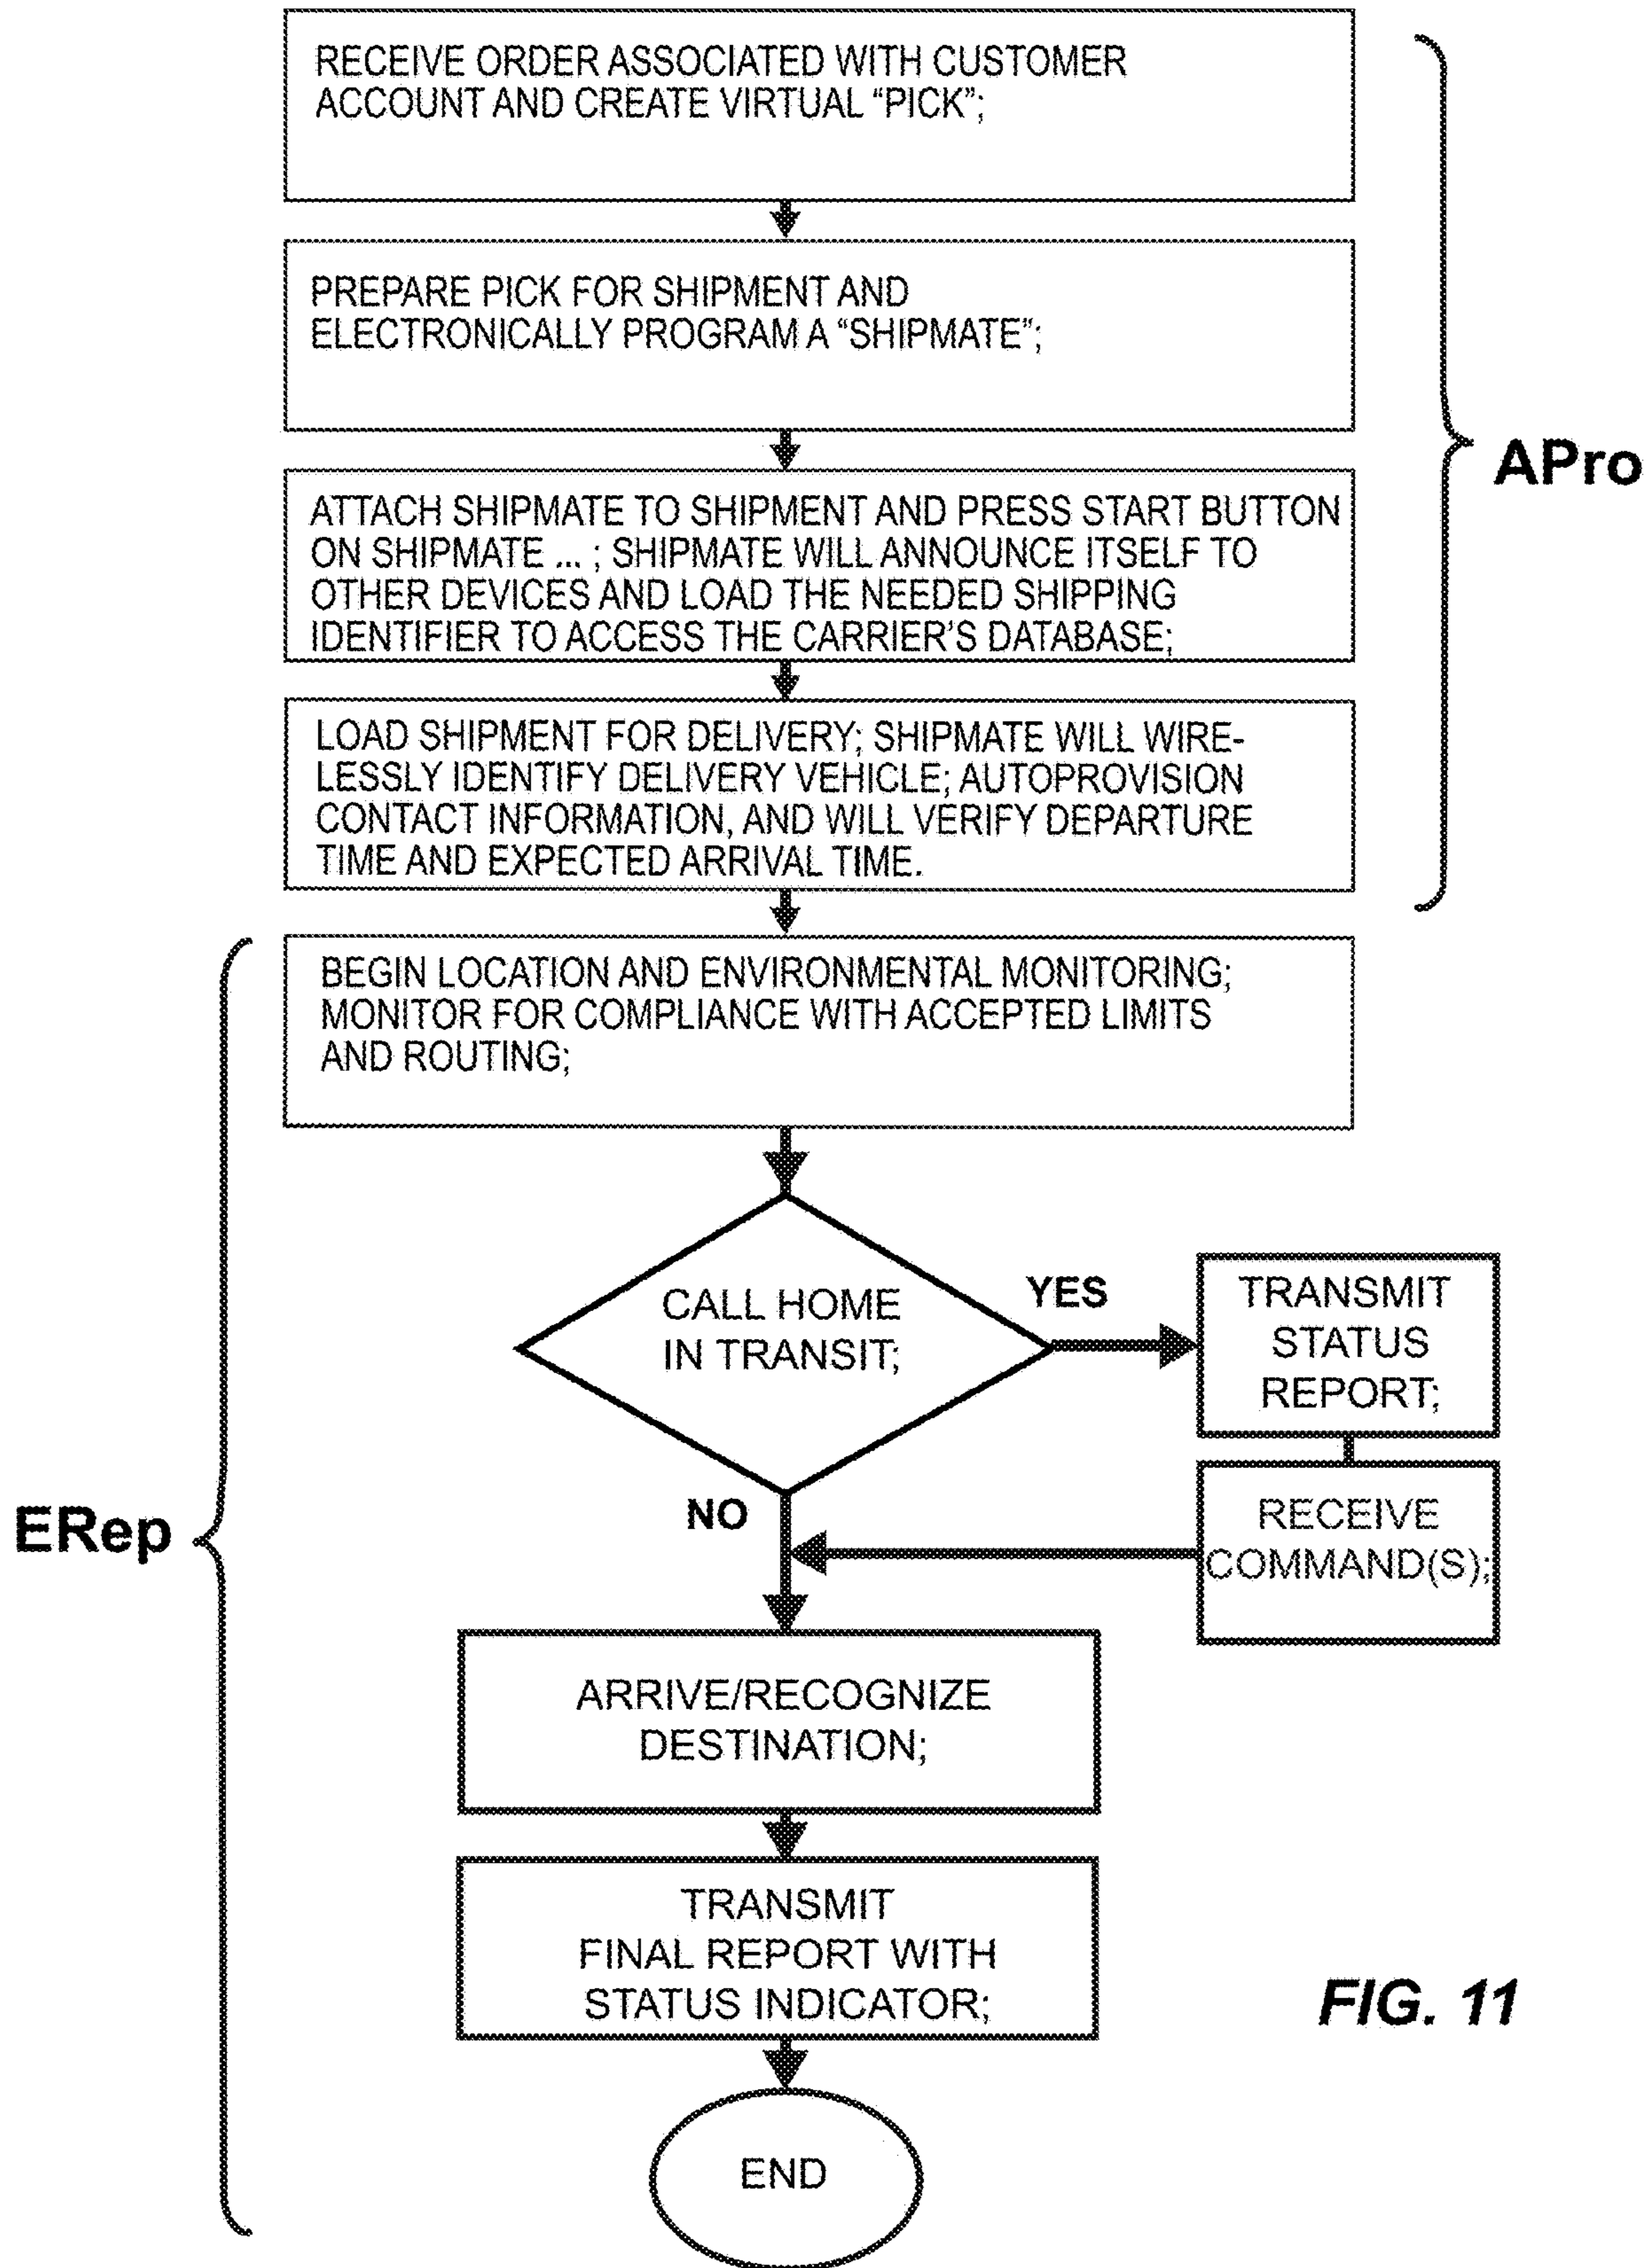 RECEIVE ORDER ASSOCIATED WITH CUSTOMER
ACCOUNT AND CREATE VIRTUAL “PICK”;
PREPARE PICK FOR SHIPMENT AND
ELECTRONICALLY PROGRAM A “SHIPMATE”;
APro
ATTACH SHIPMATE TO SHIPMENT AND PRESS START BUTTON
ON SHIPMATE ... ; SHIPMATE WILL ANNOUNCE ITSELF TO
OTHER DEVICES AND LOAD THE NEEDED SHIPPING
IDENTIFIER TO ACCESS THE CARRIER’S DATABASE;
LOAD SHIPMENT FOR DELIVERY; SHIPMATE WILL WIRE-
LESSLY IDENTIFY DELIVERY VEHICLE; AUTOPROVISION
CONTACT INFORMATION, AND WILL VERIFY DEPARTURE
TIME AND EXPECTED ARRIVAL TIME.
BEGIN LOCATION AND ENVIRONMENTAL MONITORING;
MONITOR FOR COMPLIANCE WITH ACCEPTED LIMITS
AND ROUTING;
CALL HOME
IN TRANSIT;
YES
TRANSMIT
STATUS
REPORT;
NO
RECEIVE
COMMAND(S);
ERep
ARRIVE/RECOGNIZE
DESTINATION;
TRANSMIT
FINAL REPORT WITH
STATUS INDICATOR;
FIG. 11
END